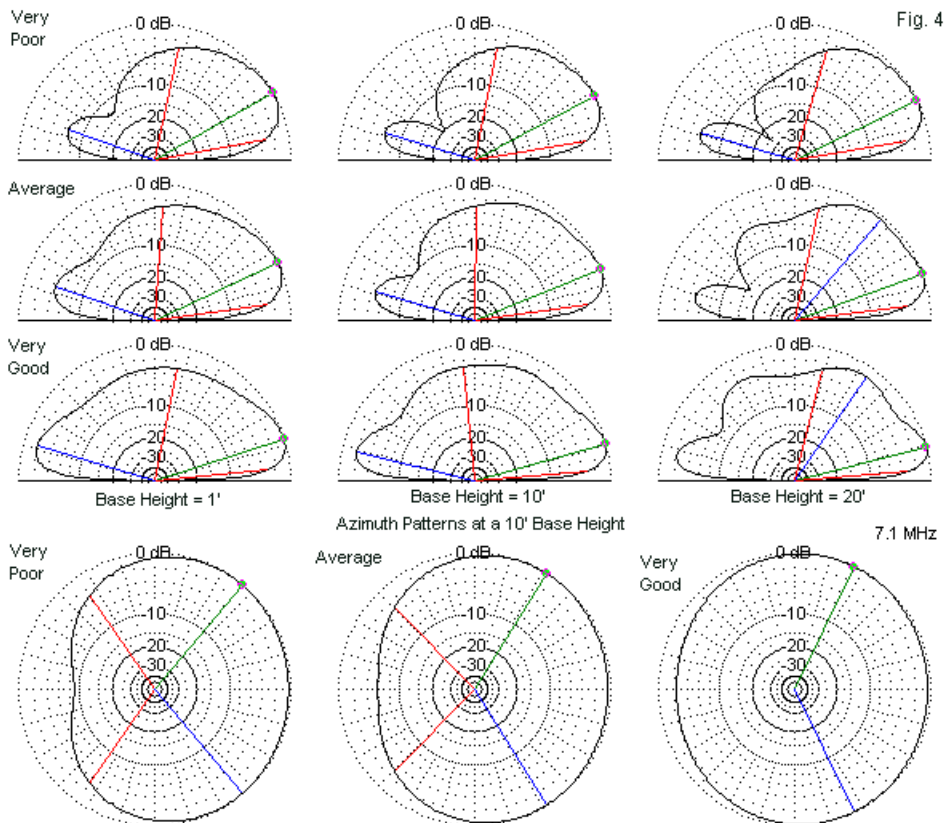 Very
Poor
0 dB
-10
-20
-30
0 dB
-10
-20
-30
0 dB
-10
-20
-30
Fig. 4
Average
0 dB
-10
-20
-30
0 dB
-10
-20
-30
0 dB
-10
-20
-30
Very
Good
0 dB
-10
-20
-30
0 dB
-10
-20
-30
0 dB
-10
-20
-30
Base Height = 1'
Base Height = 10'
Base Height = 20'
Azimuth Patterns at a 10' Base Height
7.1 MHz
Very
Poor
0 dB
-10
-20
-30
Average
0 dB
-10
-20
-30
Very
Good
0 dB
-10
-20
-30